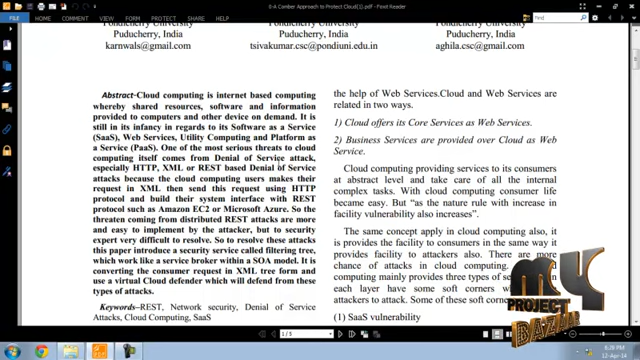 II-A Comber Approach to Protect Cloud(1).pdf - Foxit Reader
FILE HOME COMMENT VIEW FORM PROTECT SHARE HELP
Find
Pondicherry University
Puducherry, India
karnwals@gmail.com
Pondicherry University
Puducherry, India
tsivakumar.csc@pondiuni.edu.in
Pondicherry University
Puducherry, India
aghila.csc@gmail.com
Abstract-Cloud computing is internet based computing
whereby shared resources, software and information
provided to computers and other device on demand. It is
still in its infancy in regards to its Software as a Service
(SaaS), Web Services, Utility Computing and Platform as
a Service (PaaS). One of the most serious threats to cloud
computing itself comes from Denial of Service attack,
especially HTTP, XML or REST based Denial of Service
attacks because the cloud computing users makes their
request in XML then send this request using HTTP
protocol and build their system interface with REST
protocol such as Amazon EC2 or Microsoft Azure. So the
threaten coming from distributed REST attacks are more
and easy to implement by the attacker, but to security
expert very difficult to resolve. So to resolve these attacks
this paper introduce a security service called filtering tree,
which work like a service broker within a SOA model. It is
converting the consumer request in XML tree form and
use a virtual Cloud defender which will defend from these
types of attacks.
Keywords-REST, Network security, Denial of Service
Attacks, Cloud Computing, SaaS
the help of Web Services.Cloud and Web Services are
related in two ways.
1) Cloud offers its Core Services as Web Services.
2) Business Services are provided over Cloud as Web
Service.
Cloud computing providing services to its consumers
at abstract level and take care of all the internal
complex tasks. With cloud computing consumer life
became easy. But "as the nature rule with increase in
facility vulnerability also increases".
The same concept apply in cloud computing also, it
is provides the facility to consumers in the same way it
provides facility to attackers also. There are more
chance of attacks in cloud computing.
computing mainly provides three types of se
each layer have some soft corners w
attackers to attack. Some of these soft corn
(1) SaaS vulnerability
MY
PROJECT
BAZAAR
1 / 5
4:28 PM
12-Apr-14